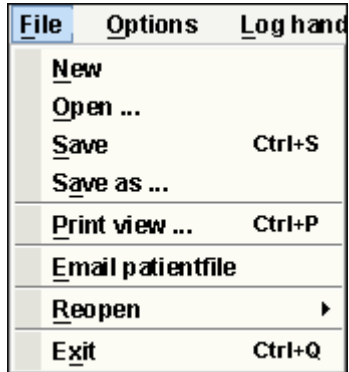 File Options Log hand
New
Open ...
Save Ctrl+S
Save as ...
Print view ... Ctrl+P
Email patientfile
Reopen
Exit Ctrl+Q